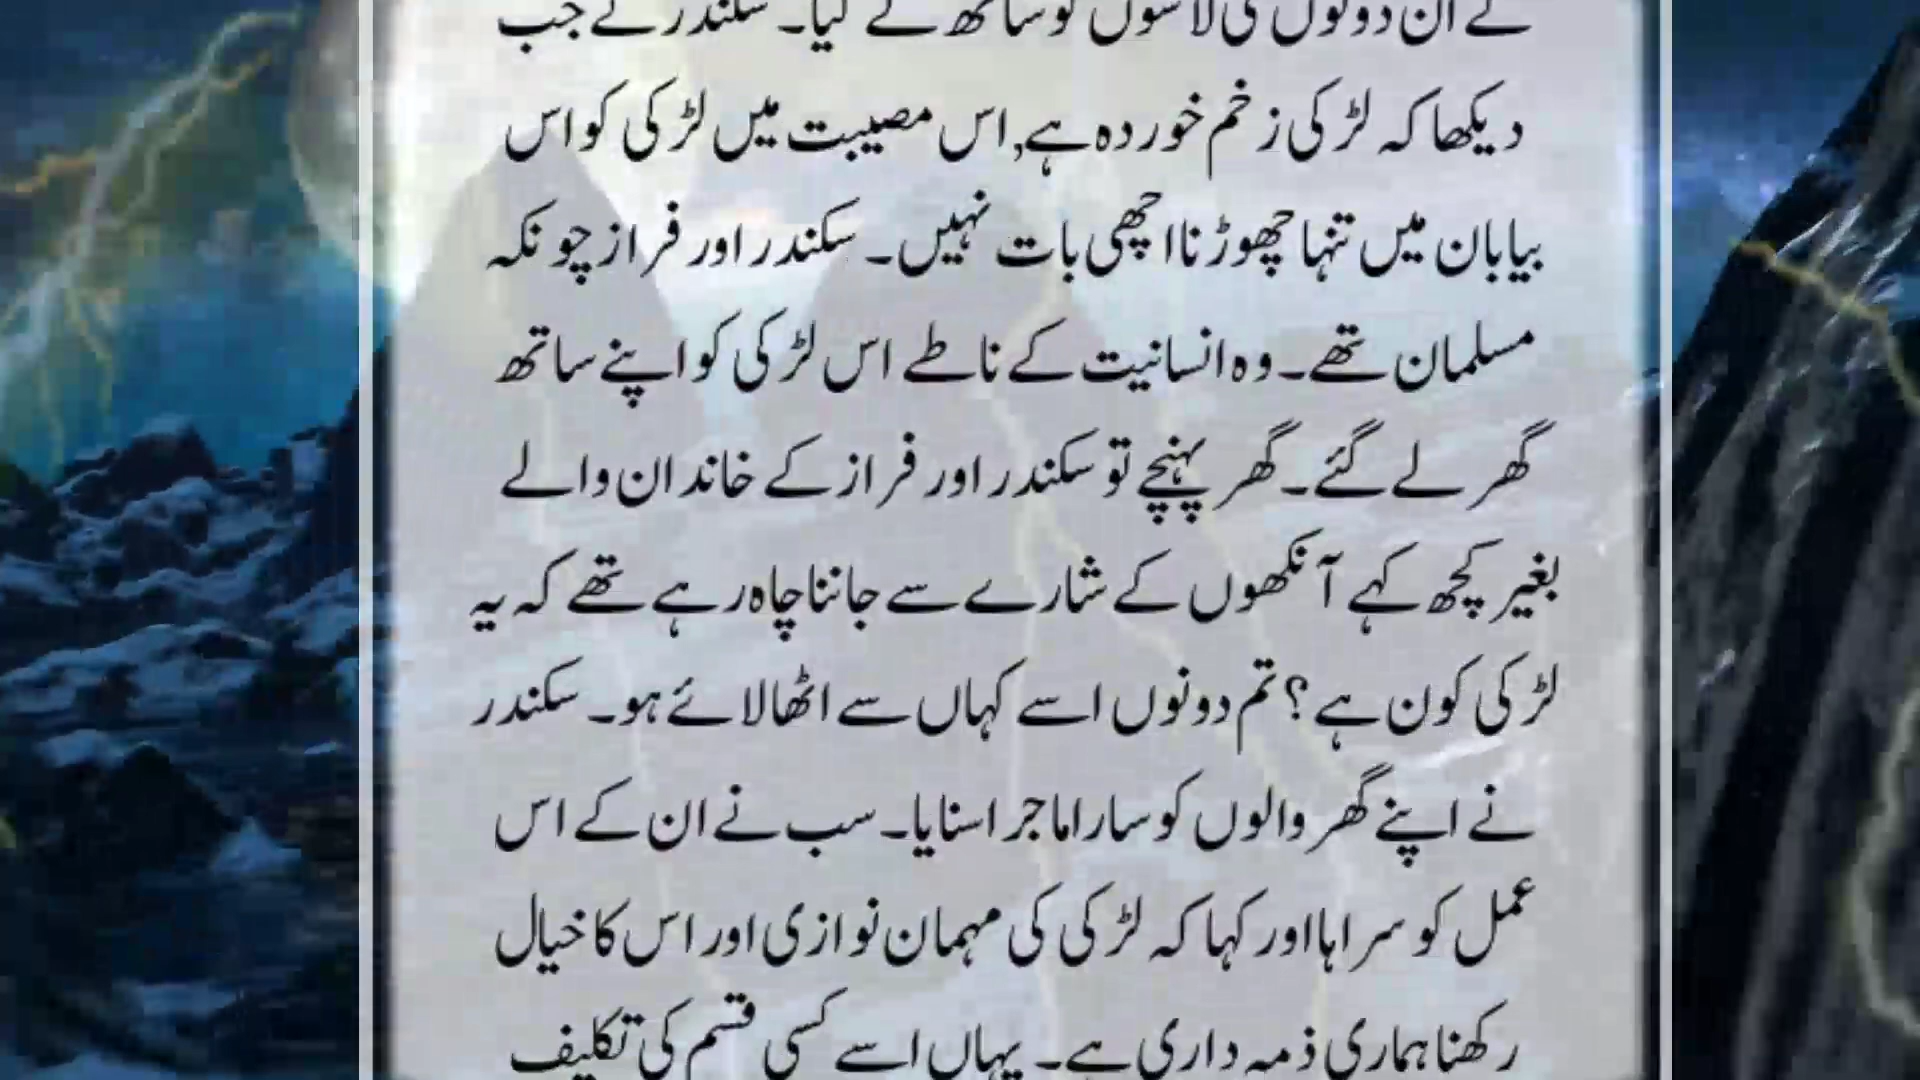 نے ان دونوں کی لاشوں کو ساتھ لے گیا۔ سکندر نے جب
دیکھا کہ لڑکی زخم خوردہ ہے, اس مصیبت میں لڑکی کو اس
بیابان میں تنہا چھوڑنا اچھی بات نہیں۔ سکندر اور فراز چونکہ
مسلمان تھے۔ وہ انسانیت کے ناطے اس لڑکی کو اپنے ساتھ
گھر لے گئے۔ گھر پہنچے تو سکندر اور فراز کے خاندان والے
بغیر کچھ کہے آنکھوں کے شارے سے جاننا چاہ رہے تھے کہ یہ
لڑکی کون ہے؟ تم دونوں اسے کہاں سے اٹھا لائے ہو۔ سکندر
نے اپنے گھر والوں کو سارا ماجرا سنایا۔ سب نے ان کے اس
عمل کو سراہا اور کہا کہ لڑکی کی مہمان نوازی اور اس کا خیال
رکھنا ہماری ذمہ داری ہے۔ یہاں اسے کسی قسم کی تکلیف